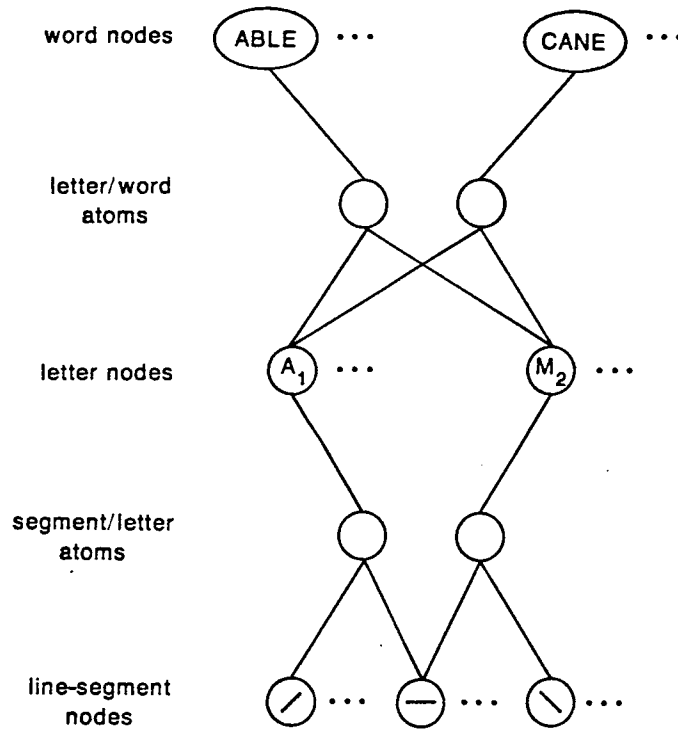 word nodes ABLE ... CANE ...
letter/word
atoms
letter nodes A1 ... M2 ...
segment/letter
atoms
line-segment
nodes ... ... ...